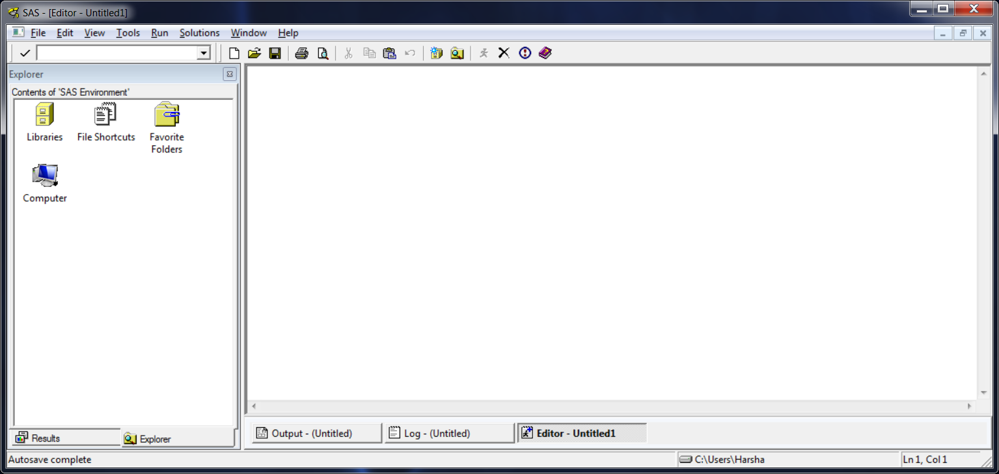 SAS - [Editor - Untitled1]
File Edit View Tools Run Solutions Window Help
Explorer
Contents of 'SAS Environment'
Libraries
File Shortcuts
Favorite
Folders
Computer
Results
Explorer
Output - (Untitled)
Log - (Untitled)
Editor - Untitled1
Autosave complete
C:\Users\Harsha
Ln 1, Col 1